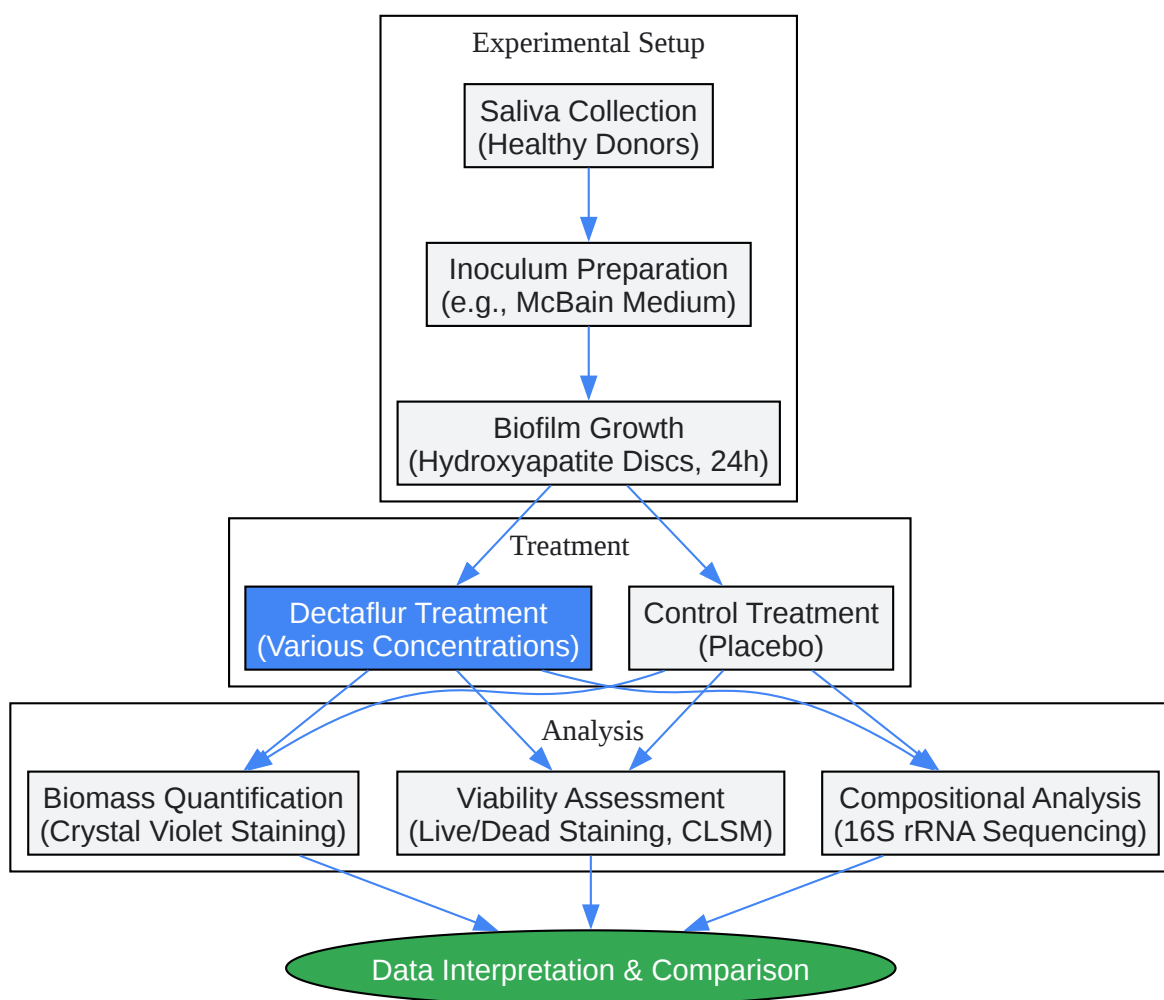 Experimental Setup
Saliva Collection
(Healthy Donors)
Inoculum Preparation
(e.g., McBain Medium)
Biofilm Growth
(Hydroxyapatite Discs, 24h)
Treatment
Dectaflur Treatment
(Various Concentrations)
Control Treatment
(Placebo)
Analysis
Biomass Quantification
(Crystal Violet Staining)
Viability Assessment
(Live/Dead Staining, CLSM)
Compositional Analysis
(16S rRNA Sequencing)
Data Interpretation & Comparison